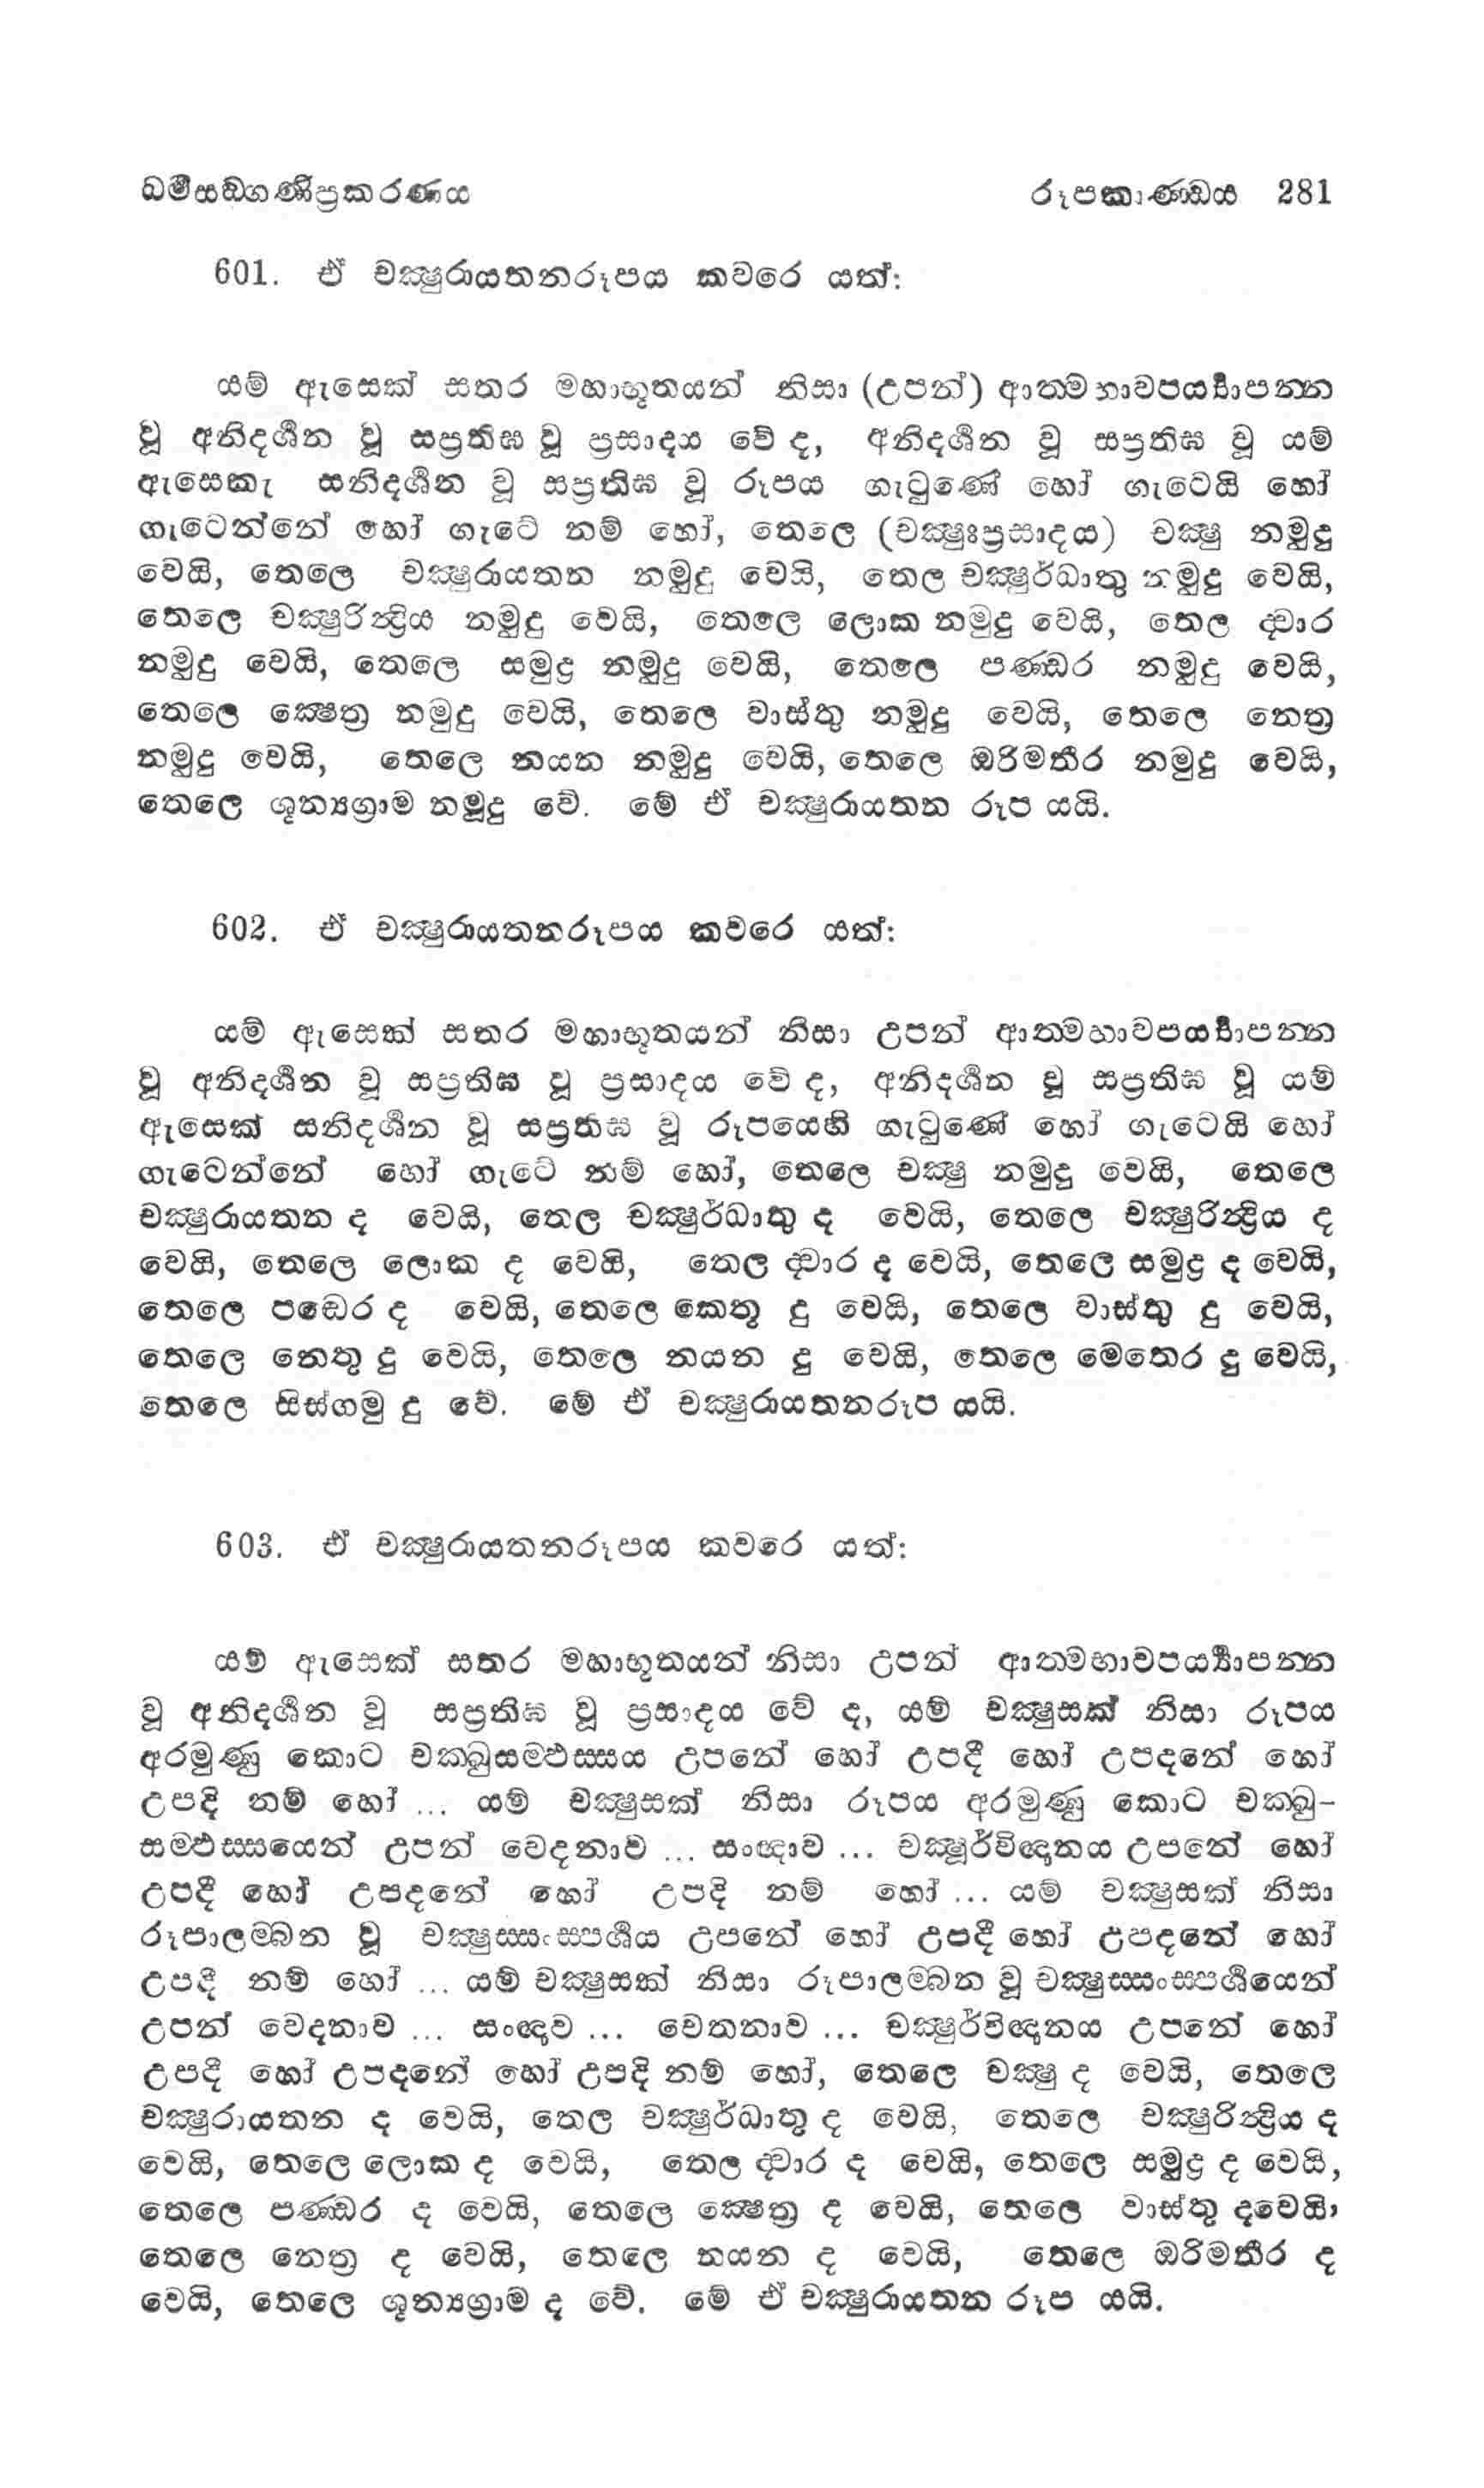 ධර්‍මසඞ්ගණිප්‍රකරණය රූපකාණ්ඩය 281
601. ඒ චක්‍ෂුරායතනරූපය කවරෙ යත්:
යම් ඇසෙක් සතර මහාභූතයන් නිසා (උපන්) ආත්මභාවපර්‍ය්‍යාපන්න
වූ අනිදර්‍ශන වූ සප්‍රතිඝ වූ ප්‍රසාදය වේ ද, අනිදර්‍ශන වූ සප්‍රතිඝ වූ යම්
ඇසෙකැ සනිදර්‍ශන වූ සප්‍රතිඝ වූ රූපය ගැටුණේ හෝ ගැටෙයි හෝ
ගැටෙන්නේ හෝ ගැටේ නම් හෝ, තෙලෙ (චක්‍ෂුඃප්‍රසාදය) චක්‍ෂු නමුදු
වෙයි, තෙලෙ චක්‍ෂුරායතන නමුදු වෙයි, තෙල චක්‍ෂුර්ධාතු නමුදු වෙයි,
තෙලෙ චක්‍ෂුරින්‍ද්‍රිය නමුදු වෙයි, තෙලෙ ලොක නමුදු වෙයි, තෙල ද්‍වාර
නමුදු වෙයි, තෙලෙ සමුද්‍ර නමුදු වෙයි, තෙලෙ පණ්ඩර නමුදු වෙයි,
තෙලෙ ක්‍ෂෙත්‍ර නමුදු වෙයි, තෙලෙ වාස්තු නමුදු වෙයි, තෙලෙ නෙත්‍ර
නමුදු වෙයි, තෙලෙ නයන නමුදු වෙයි, තෙලෙ ඔරිමතීර නමුදු වෙයි,
තෙලෙ ශූන්‍යග්‍රාම නමුදු වේ. මේ ඒ චක්‍ෂුරායතන රූප යයි.
602. ඒ චක්‍ෂුරායතනරූපය කවරෙ යත්:
යම් ඇසෙක් සතර මහාභූතයන් නිසා උපන් ආත්මභාවපර්‍ය්‍යාපන්න
වූ අනිදර්‍ශන වූ සප්‍රතිඝ වූ ප්‍රසාදය වේ ද, අනිදර්‍ශන වූ සප්‍රතිඝ වූ යම්
ඇසෙක් සනිදර්‍ශන වූ සප්‍රතඝ වූ රූපයෙහි ගැටුණේ හෝ ගැටෙයි හෝ
ගැටෙන්නේ හෝ ගැටේ නම් හෝ, තෙලෙ චක්‍ෂු නමුදු වෙයි, තෙලෙ
චක්‍ෂුරායතන ද වෙයි, තෙල චක්‍ෂුර්ධාතු ද වෙයි, තෙලෙ චක්‍ෂුරින්‍ද්‍රිය ද
වෙයි, තෙලෙ ලොක ද වෙයි, තෙල ද්‍වාර ද වෙයි, තෙලෙ සමුද්‍ර ද වෙයි,
තෙලෙ පඬෙර ද වෙයි, තෙලෙ කෙතු දු වෙයි, තෙලෙ වාස්තු දු වෙයි,
තෙලෙ නෙතු දු වෙයි, තෙලෙ නයන දු වෙයි, තෙලෙ මෙතෙර දු වෙයි,
තෙලෙ සිස්ගමු දු වේ. මේ ඒ චක්‍ෂුරායතනරූප යයි.
603. ඒ චක්‍ෂුරායතනරූපය කවරෙ යත්:
යම් ඇසෙක් සතර මහාභූතයන් නිසා උපන් ආත්මභාවපර්‍ය්‍යාපන්න
වූ අනිදර්‍ශන වූ සප්‍රතිඝ වූ ප්‍රසාදය වේ ද, යම් චක්‍ෂුසක් නිසා රූපය
අරමුණු කොට චක්ඛුසම්ඵස්සය උපනේ හෝ උපදී හෝ උපදනේ හෝ
උපදි නම් හෝ ... යම් චක්‍ෂුසක් නිසා රූපය අරමුණු කොට චක්ඛු-
සම්ඵස්සයෙන් උපන් වෙදනාව ... සංඥාව ... චක්‍ෂූර්විඥානය උපනේ හෝ
උපදී හෝ උපදනේ හෝ උපදි නම් හෝ ... යම් චක්‍ෂුසක් නිසා
රූපාලම්බන වූ චක්‍ෂුස්සංස්පර්‍ශය උපනේ හෝ උපදී හෝ උපදනේ හෝ
උපදී නම් හෝ ... යම් චක්‍ෂුසක් නිසා රූපාලම්බන වූ චක්‍ෂුස්සංස්පර්‍ශයෙන්
උපන් වෙදනාව ... සංඥාව ... චෙතනාව ... චක්‍ෂුර්විඥානය උපනේ හෝ
උපදී හෝ උපදනේ හෝ උපදි නම් හෝ, තෙලෙ චක්‍ෂු ද වෙයි, තෙලෙ
චක්‍ෂුරායතන ද වෙයි, තෙල චක්‍ෂුර්ධාතු ද වෙයි, තෙලෙ චක්‍ෂුරින්‍ද්‍රිය ද
වෙයි, තෙලෙ ලොක ද වෙයි, තෙල ද්‍වාර ද වෙයි, තෙලෙ සමුද්‍ර ද වෙයි,
තෙලෙ පණ්ඩර ද වෙයි, තෙලෙ ක්‍ෂෙත්‍ර ද වෙයි, තෙලෙ වාස්තු දවෙයි,
තෙලෙ නෙත්‍ර ද වෙයි, තෙලෙ නයන ද වෙයි, තෙලෙ ඔරිමතීර ද
වෙයි, තෙලෙ ශූන්‍යග්‍රාම ද වේ. මේ ඒ චක්‍ෂුරායතන රූප යයි.